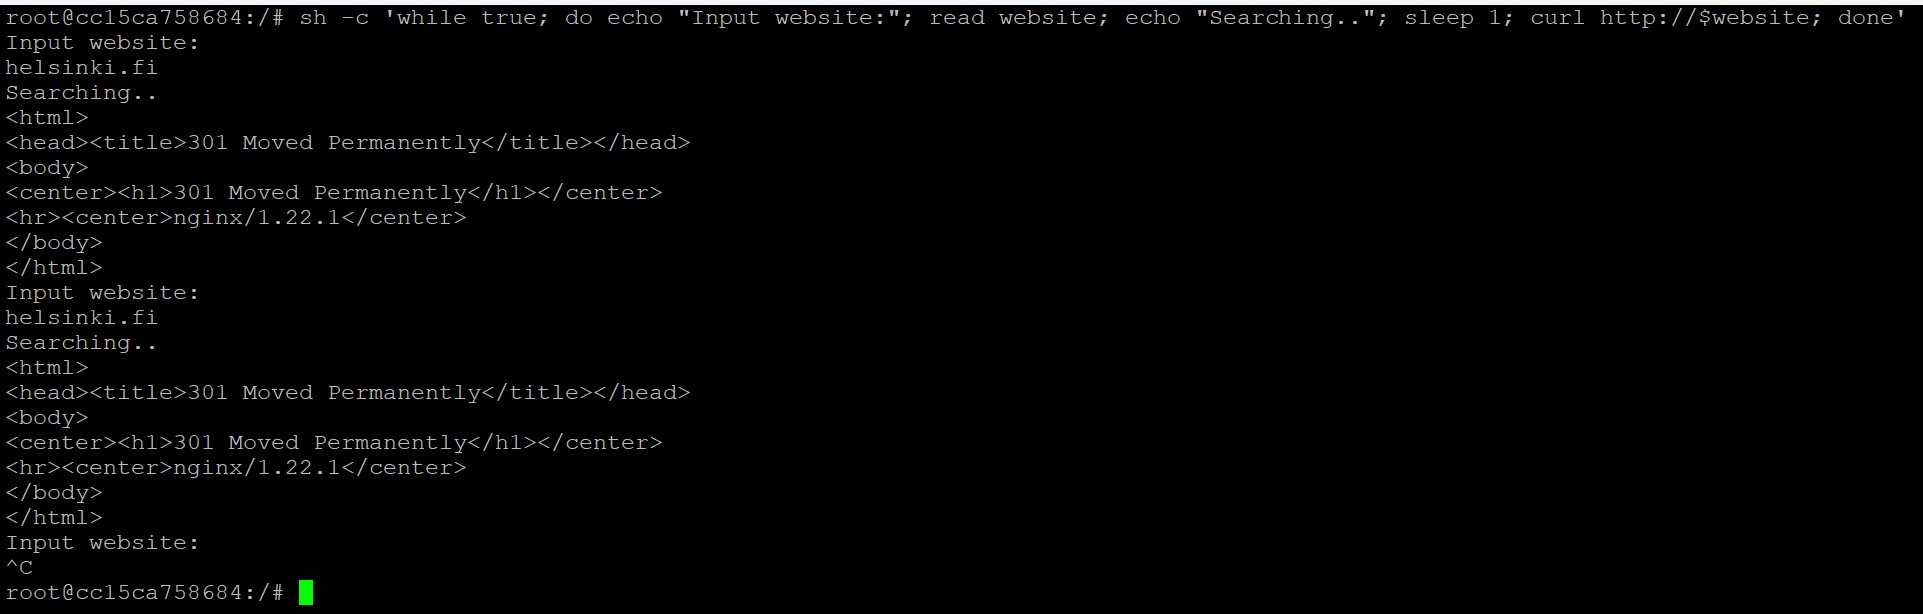 root@cc15ca758684:/# sh -c 'while true; do echo "Input website:"; read website; echo "Searching.."; sleep 1; curl http://$website; done'
Input website:
helsinki.fi
Searching..
<html>
<head><title>301 Moved Permanently</title></head>
<body>
<center><h1>301 Moved Permanently</h1></center>
<hr><center>nginx/1.22.1</center>
</body>
</html>
Input website:
helsinki.fi
Searching..
<html>
<head><title>301 Moved Permanently</title></head>
<body>
<center><h1>301 Moved Permanently</h1></center>
<hr><center>nginx/1.22.1</center>
</body>
</html>
Input website:
^C
root@cc15ca758684:/#